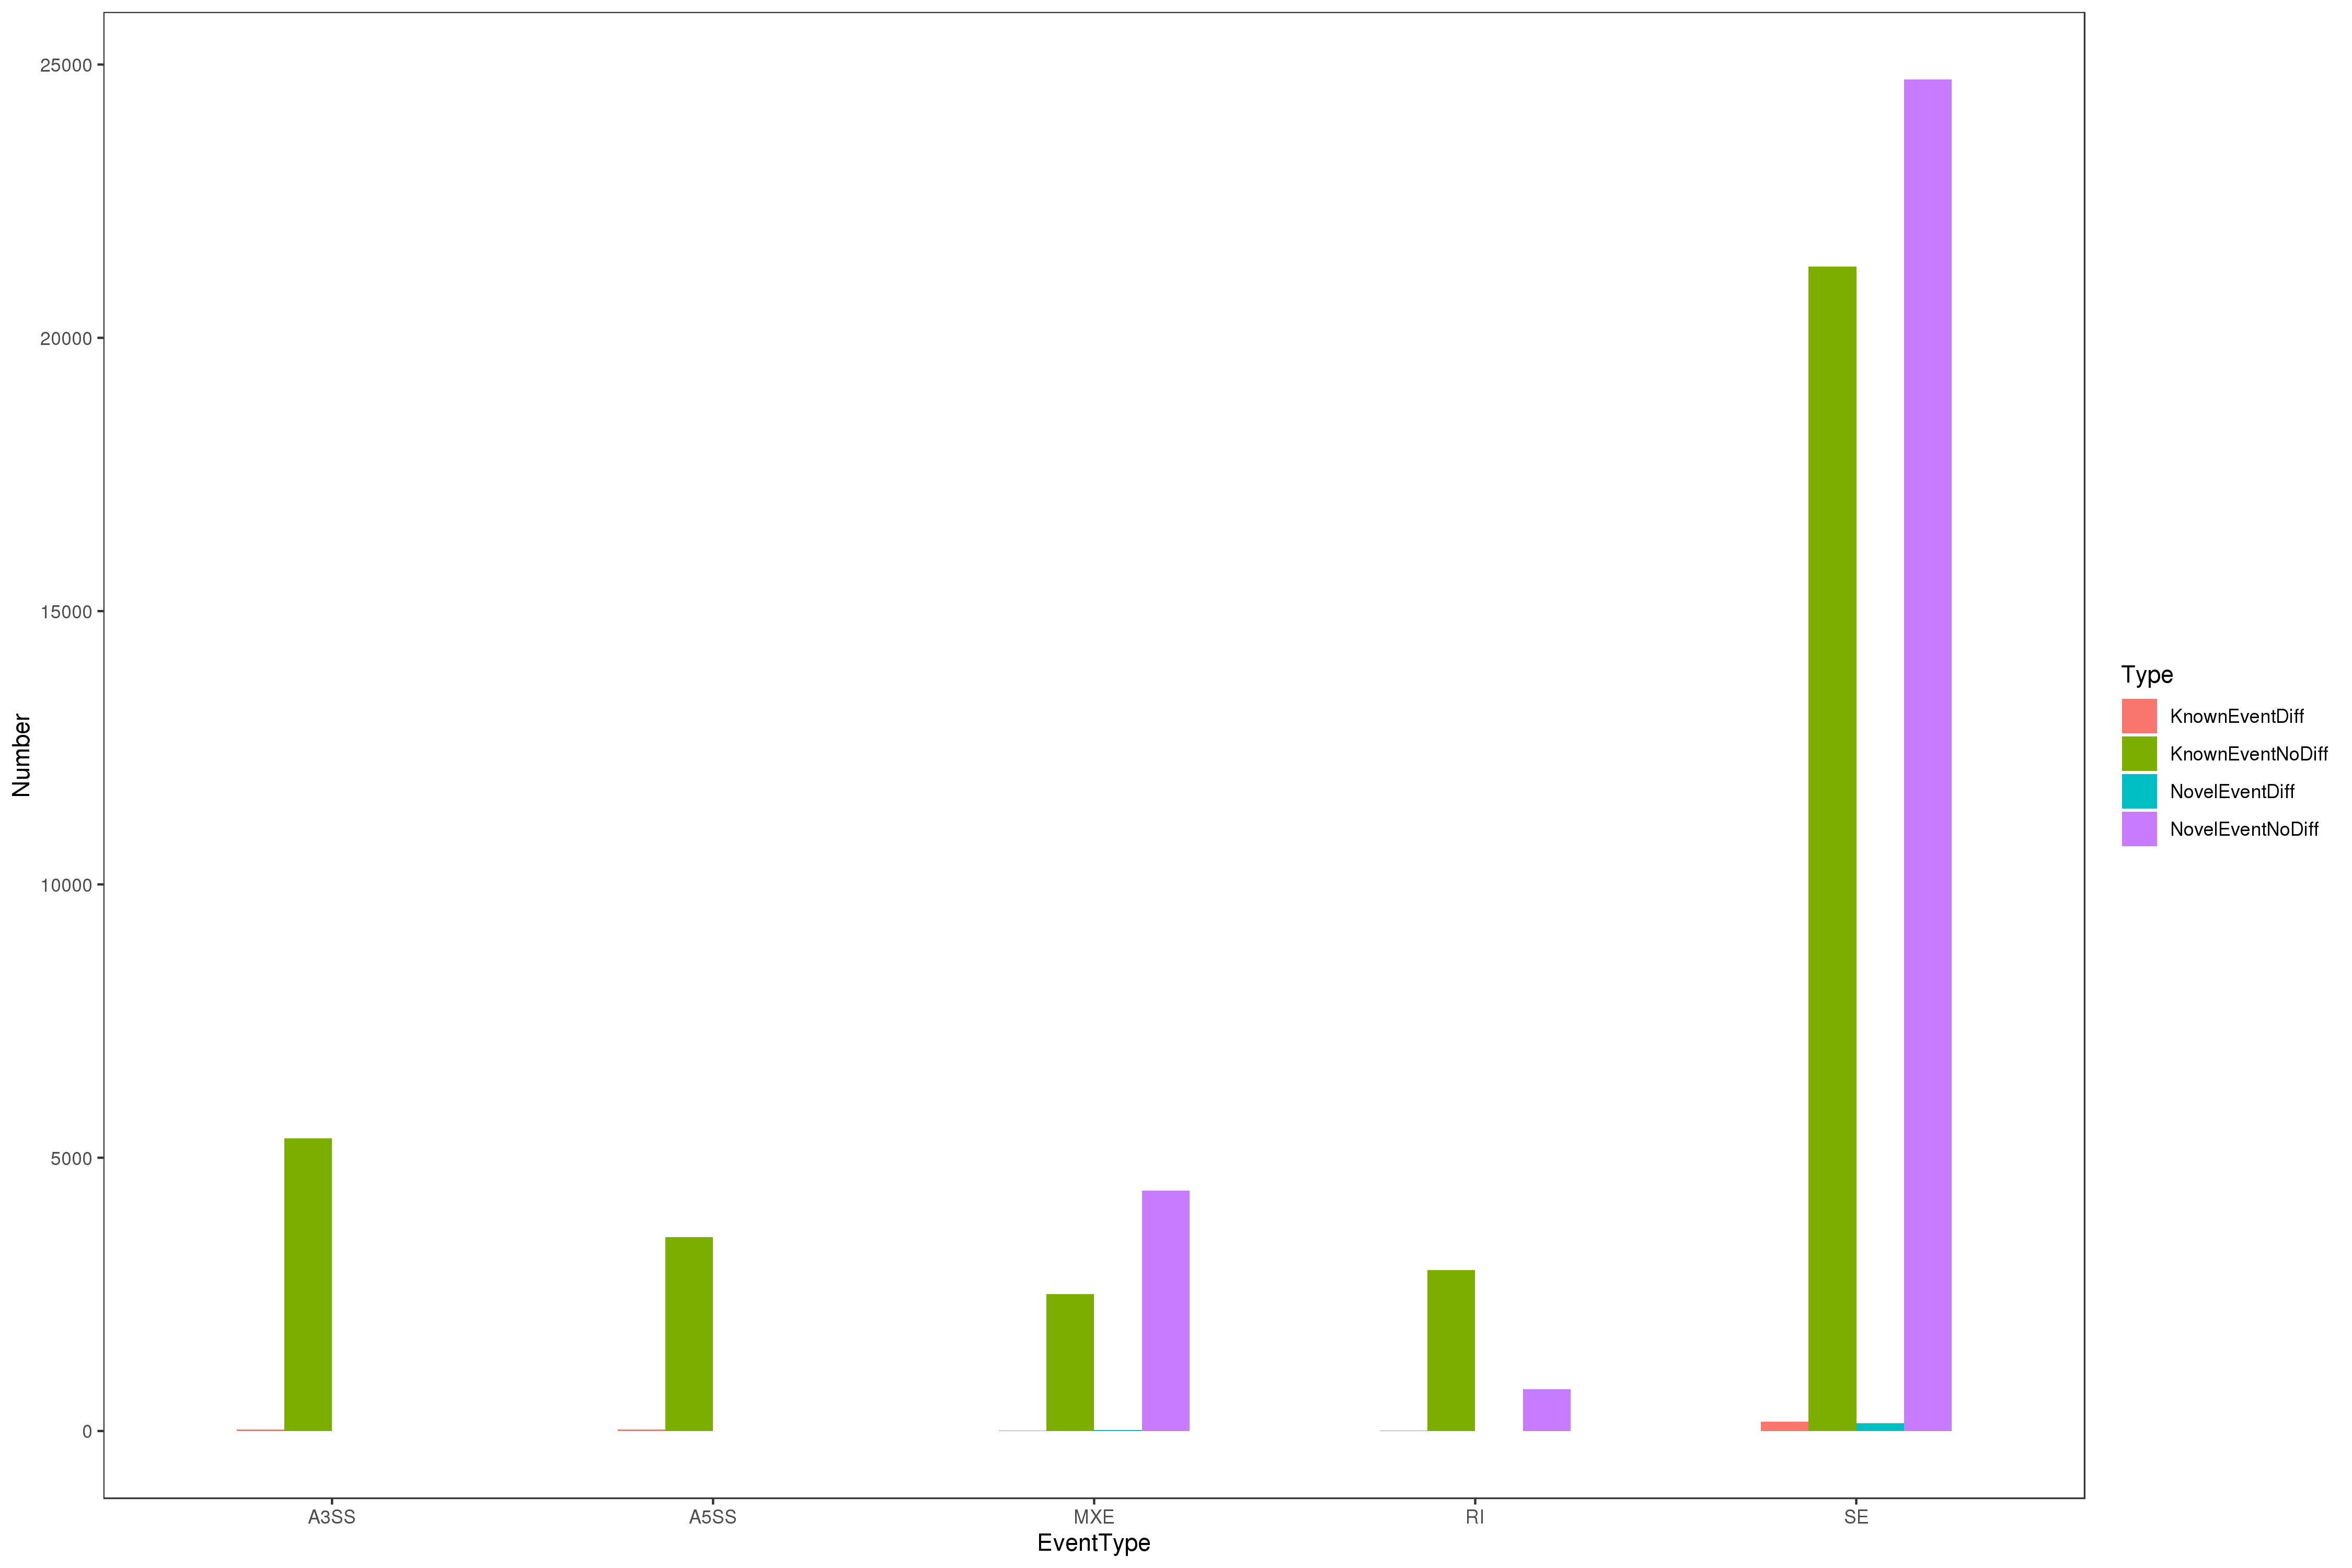 25000
20000
15000
10000
5000
0
Number
A3SS
A5SS
MXE
RI
SE
EventType
Type
KnownEventDiff
KnownEventNoDiff
NovelEventDiff
NovelEventNoDiff